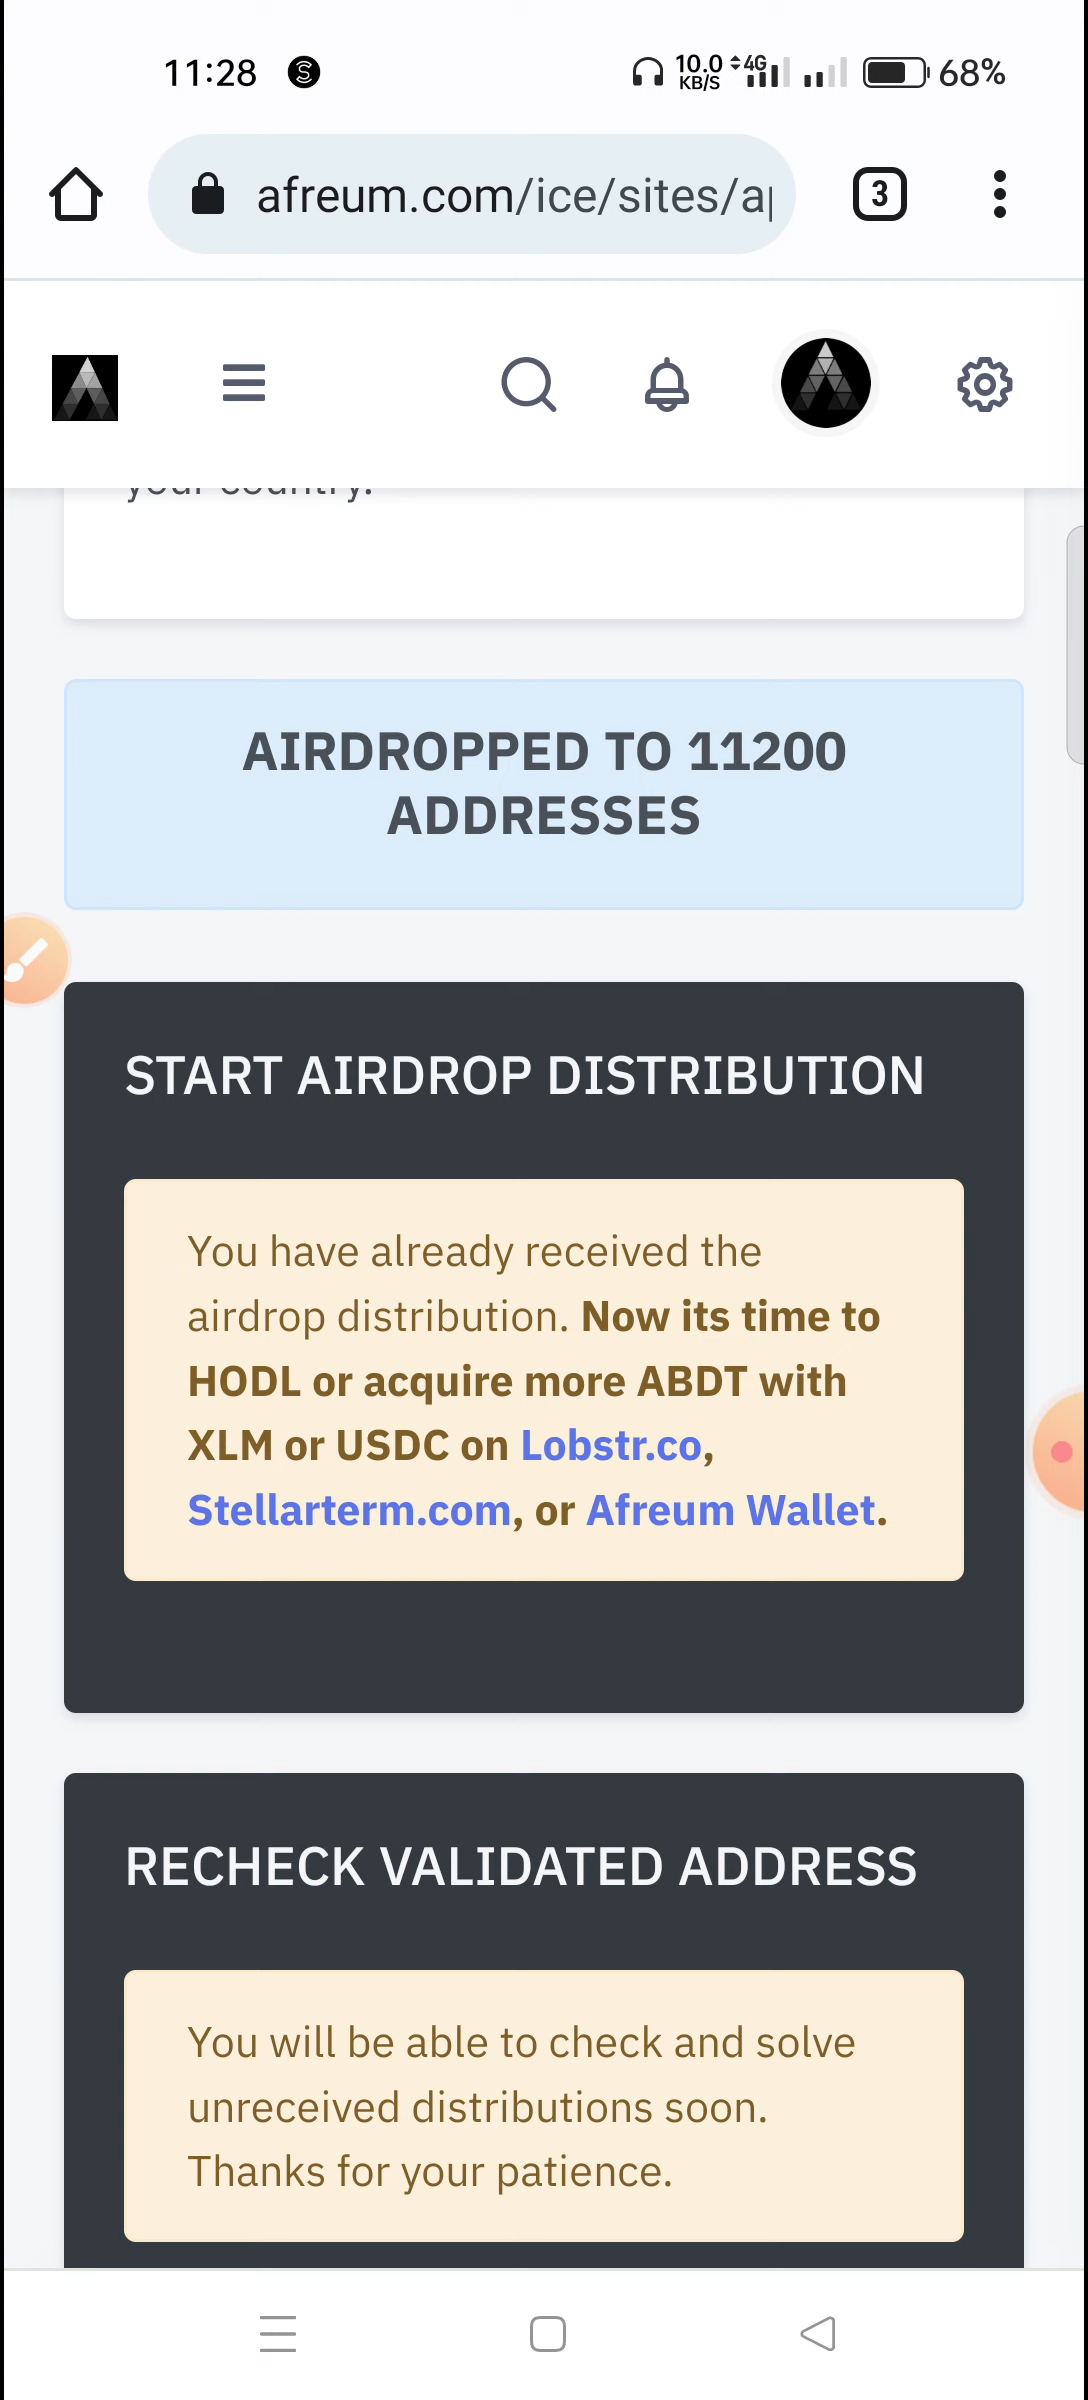 11:28
10.0
KB/S
4G
68%
afreum.com/ice/sites/a
3
your country.
AIRDROPPED TO 11200
ADDRESSES
START AIRDROP DISTRIBUTION
You have already received the
airdrop distribution. Now its time to
HODL or acquire more ABDT with
XLM or USDC on Lobstr.co,
Stellarterm.com, or Afreum Wallet.
RECHECK VALIDATED ADDRESS
You will be able to check and solve
unreceived distributions soon.
Thanks for your patience.